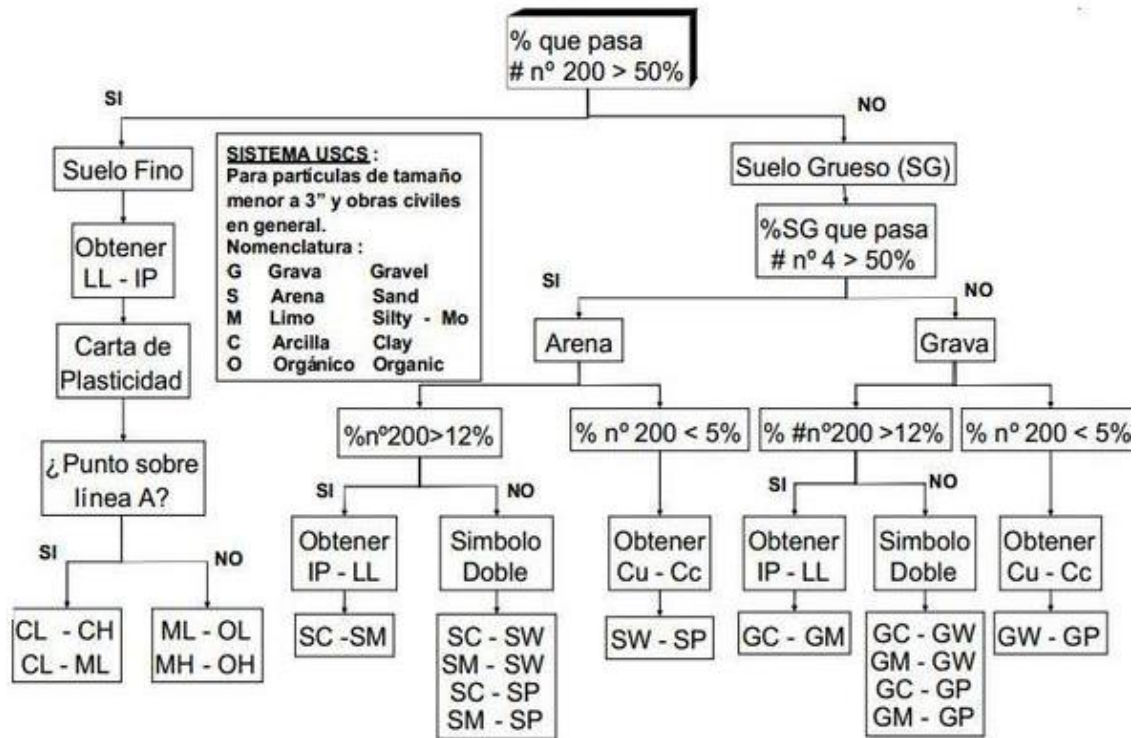 % que pasa
# nº 200 > 50%
SI
NO
Suelo Fino
SISTEMA USCS :
Para partículas de tamaño
menor a 3” y obras civiles
en general.
Nomenclatura :
G Grava Gravel
S Arena Sand
M Limo Silty - Mo
C Arcilla Clay
O Orgánico Organic
Suelo Grueso (SG)
Obtener
LL - IP
%SG que pasa
# nº 4 > 50%
SI
NO
Carta de
Plasticidad
Arena
Grava
¿Punto sobre
línea A?
%nº200>12%
% nº 200 < 5%
% #nº200 >12%
% nº 200 < 5%
SI
NO
SI
NO
SI
NO
Obtener
IP - LL
Simbolo
Doble
Obtener
Cu - Cc
Obtener
IP - LL
Simbolo
Doble
Obtener
Cu - Cc
CL - CH
CL - ML
ML - OL
MH - OH
SC -SM
SC - SW
SM - SW
SC - SP
SM - SP
SW - SP
GC - GM
GC - GW
GM - GW
GC - GP
GM - GP
GW - GP